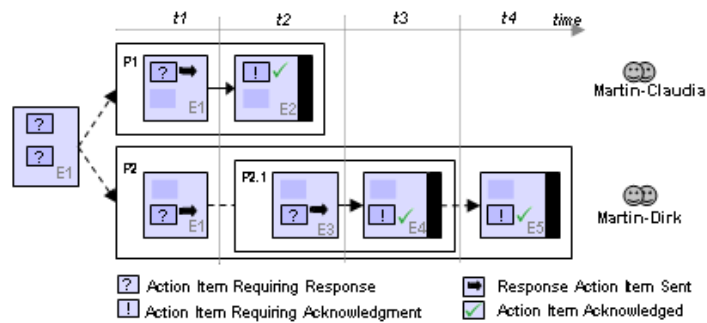 t1 t2 t3 t4 time
P1
? ! 
E1 E2
Martin-Claudia
?
?
E1
P2 P2.1
? ? ! !
E1 E3 E4 E5
Martin-Dirk
? Action Item Requiring Response
Response Action Item Sent
! Action Item Requiring Acknowledgment
Action Item Acknowledged